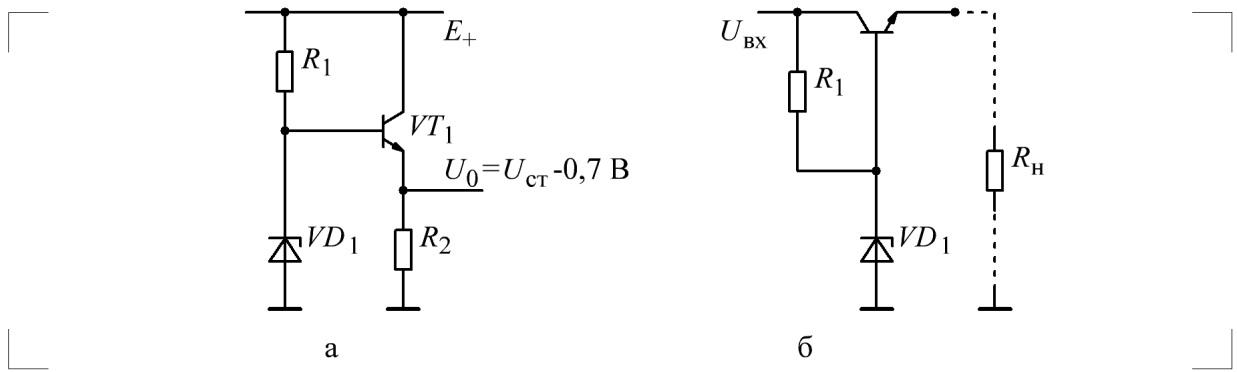 E+
R1
VT1
U0=Uст-0,7 В
VD1
R2
а
Uвх
R1
Rн
VD1
б